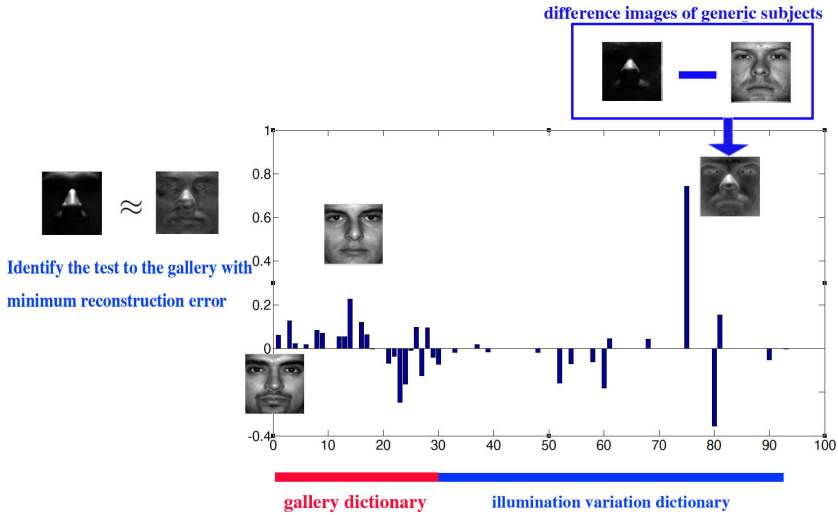 difference images of generic subjects
1
0.8
0.6
0.4
0.2
0
-0.4
≈
Identify the test to the gallery with
minimum reconstruction error
0 10 20 30 40 50 60 70 80 90 100
gallery dictionary
illumination variation dictionary